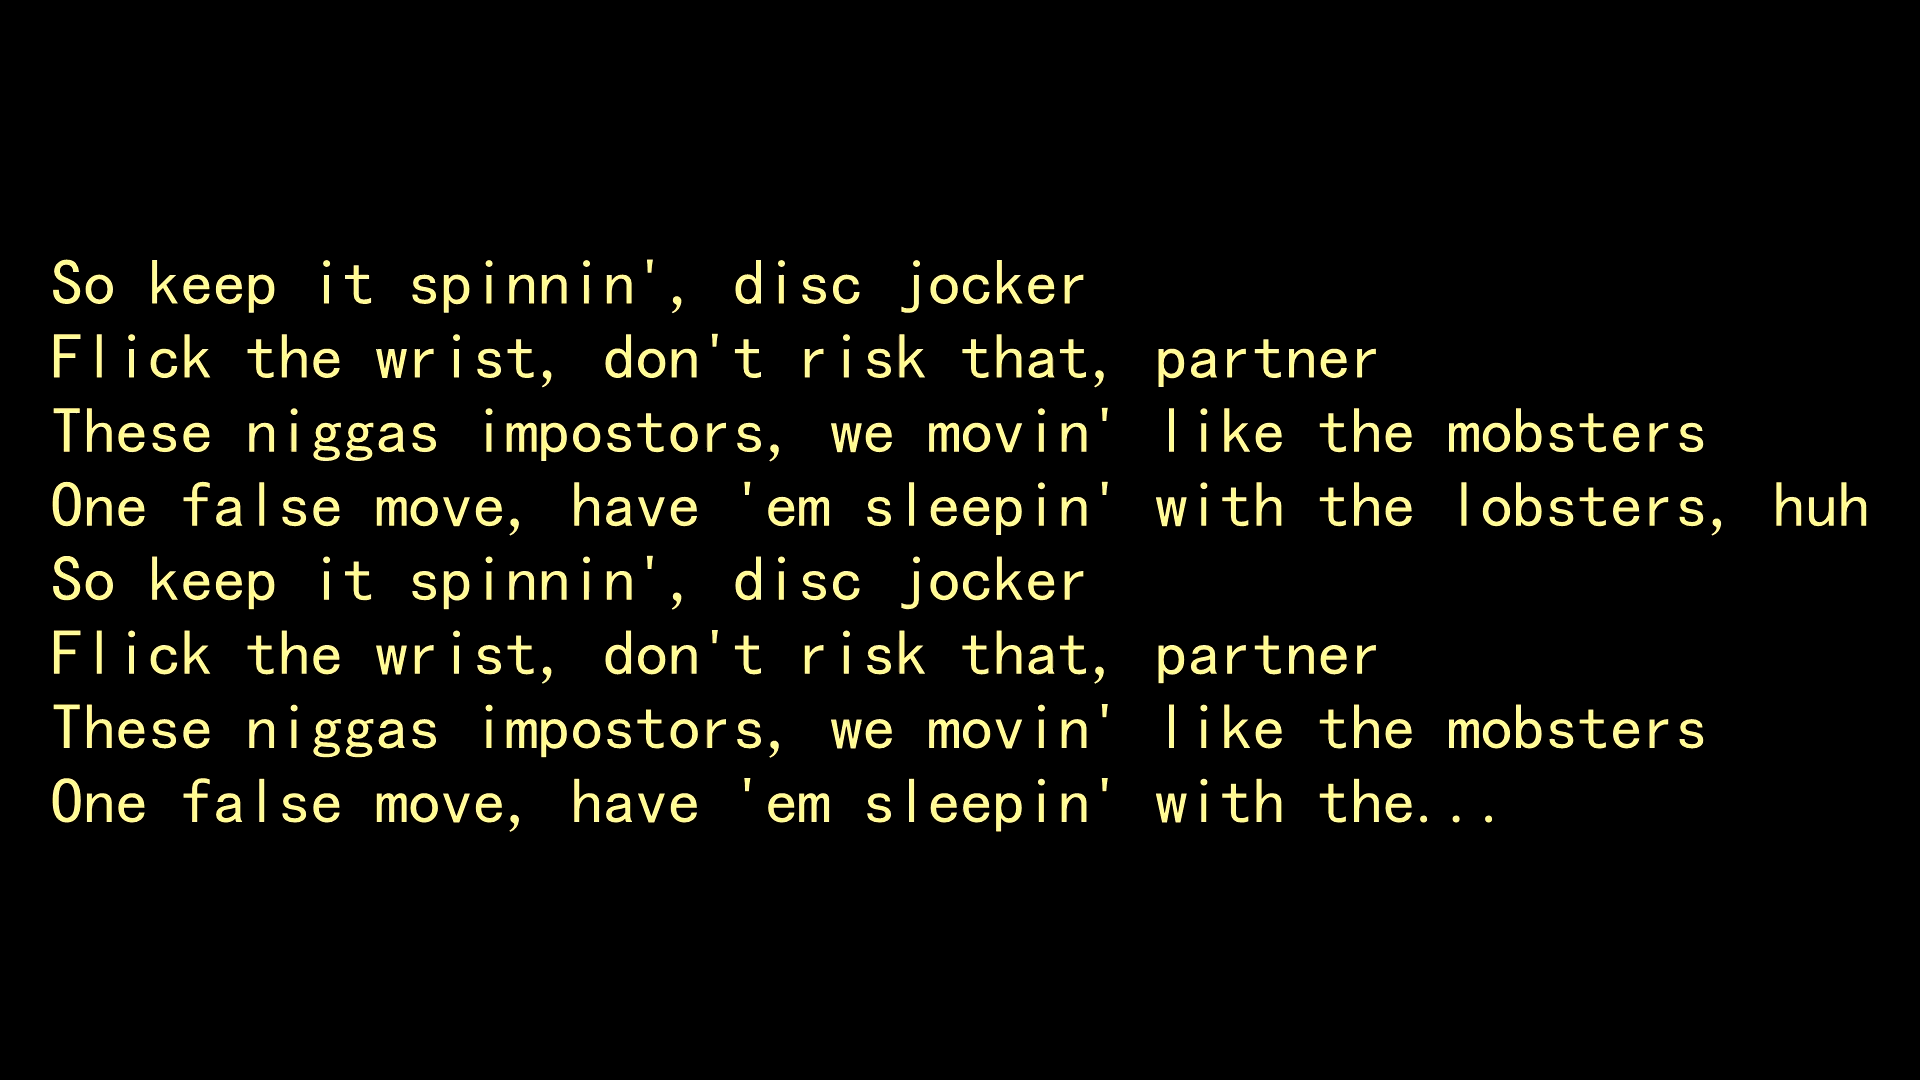 So keep it spinnin', disc jocker
Flick the wrist, don't risk that, partner
These niggas impostors, we movin' like the mobsters
One false move, have 'em sleepin' with the lobsters, huh
So keep it spinnin', disc jocker
Flick the wrist, don't risk that, partner
These niggas impostors, we movin' like the mobsters
One false move, have 'em sleepin' with the...